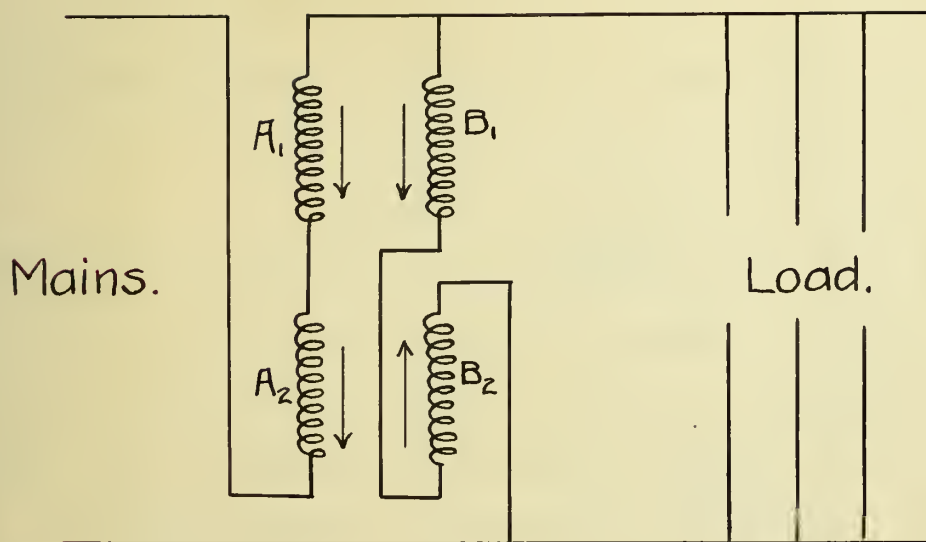 A₁
B₁
Mains.
Load.
A₂
B₂